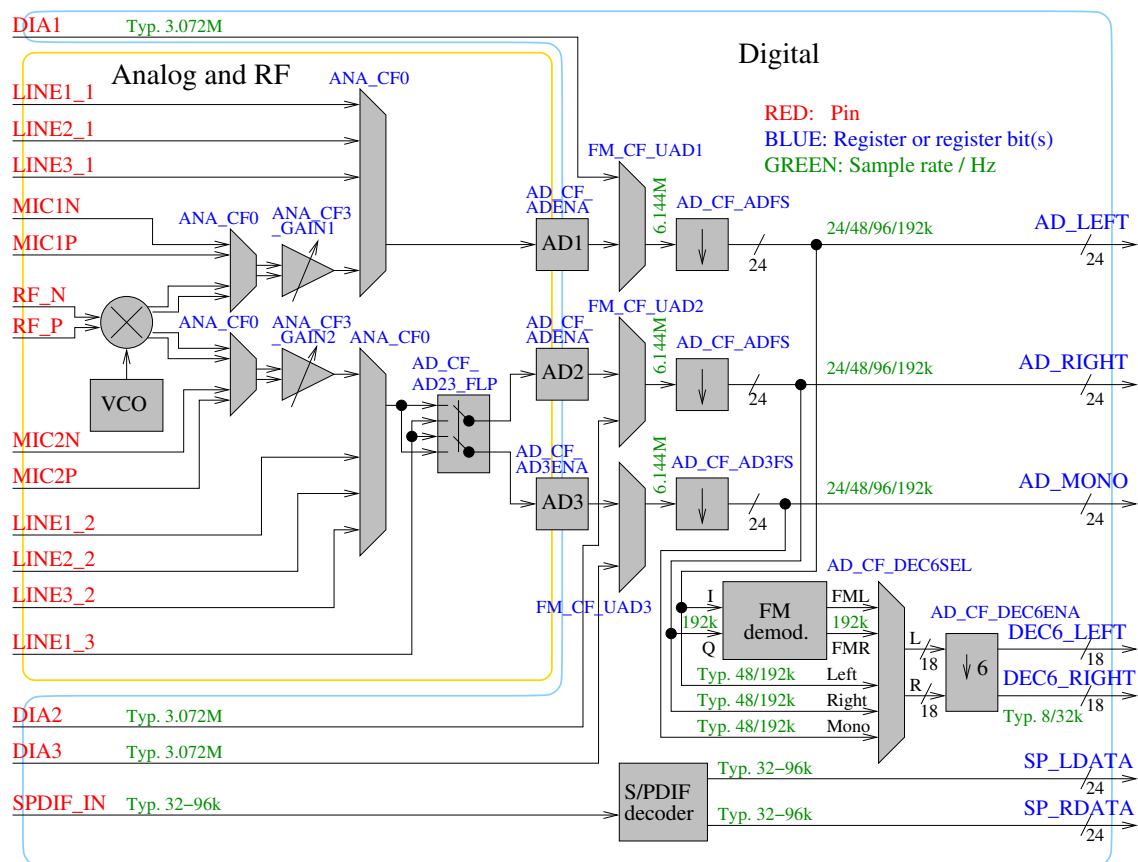 DIA1 Typ. 3.072M
Analog and RF
Digital
ANA_CF0
LINE1_1
LINE2_1
LINE3_1
RED: Pin
BLUE: Register or register bit(s)
GREEN: Sample rate / Hz
FM_CF_UAD1
MIC1N
MIC1P
ANA_CF0
ANA_CF3
_GAIN1
AD_CF_
ADENA
AD1
6.144M
AD_CF_ADFS
24
24/48/96/192k
AD_LEFT
24
RF_N
RF_P
VCO
ANA_CF0
ANA_CF3
_GAIN2
ANA_CF0
AD_CF_
AD23_FLP
AD_CF_
ADENA
AD2
FM_CF_UAD2
6.144M
AD_CF_ADFS
24
24/48/96/192k
AD_RIGHT
24
MIC2N
MIC2P
AD_CF_
AD3ENA
AD3
6.144M
AD_CF_AD3FS
24
24/48/96/192k
AD_MONO
24
LINE1_2
LINE2_2
LINE3_2
LINE1_3
FM_CF_UAD3
AD_CF_DEC6SEL
I
192k
Q
FM
demod.
FML
192k
FMR
Typ. 48/192k Left
Typ. 48/192k Right
Typ. 48/192k Mono
L
18
R
18
AD_CF_DEC6ENA
6
DEC6_LEFT
18
DEC6_RIGHT
18
Typ. 8/32k
DIA2 Typ. 3.072M
DIA3 Typ. 3.072M
SPDIF_IN Typ. 32−96k
S/PDIF
decoder
Typ. 32−96k
SP_LDATA
24
Typ. 32−96k
SP_RDATA
24